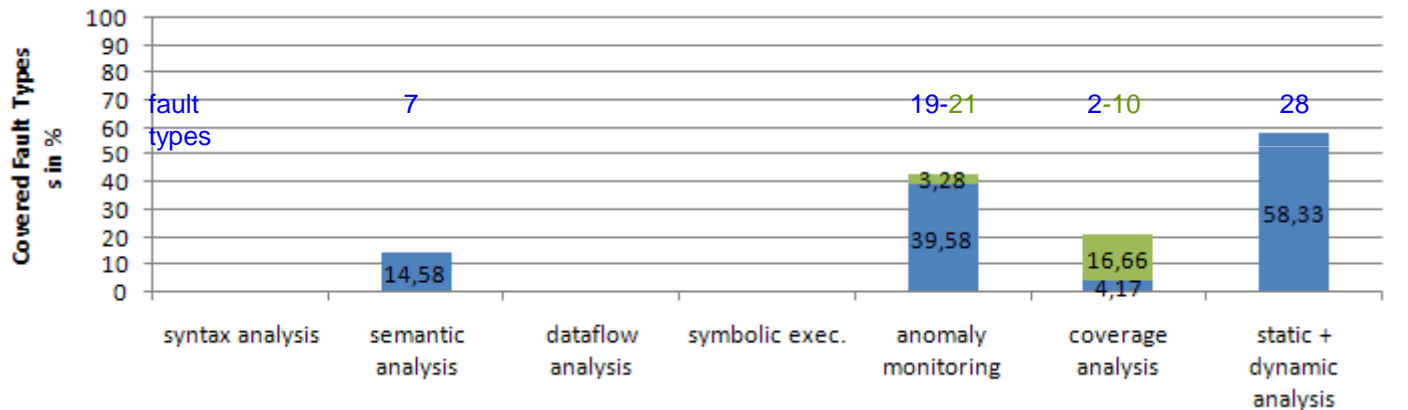 100
90
80
70
60
50
40
30
20
10
0
Covered Fault Types
s in %
fault
types
7
19-21
2-10
28
14,58
3,28
39,58
16,66
4,17
58,33
syntax analysis
semantic
analysis
dataflow
analysis
symbolic exec.
anomaly
monitoring
coverage
analysis
static +
dynamic
analysis